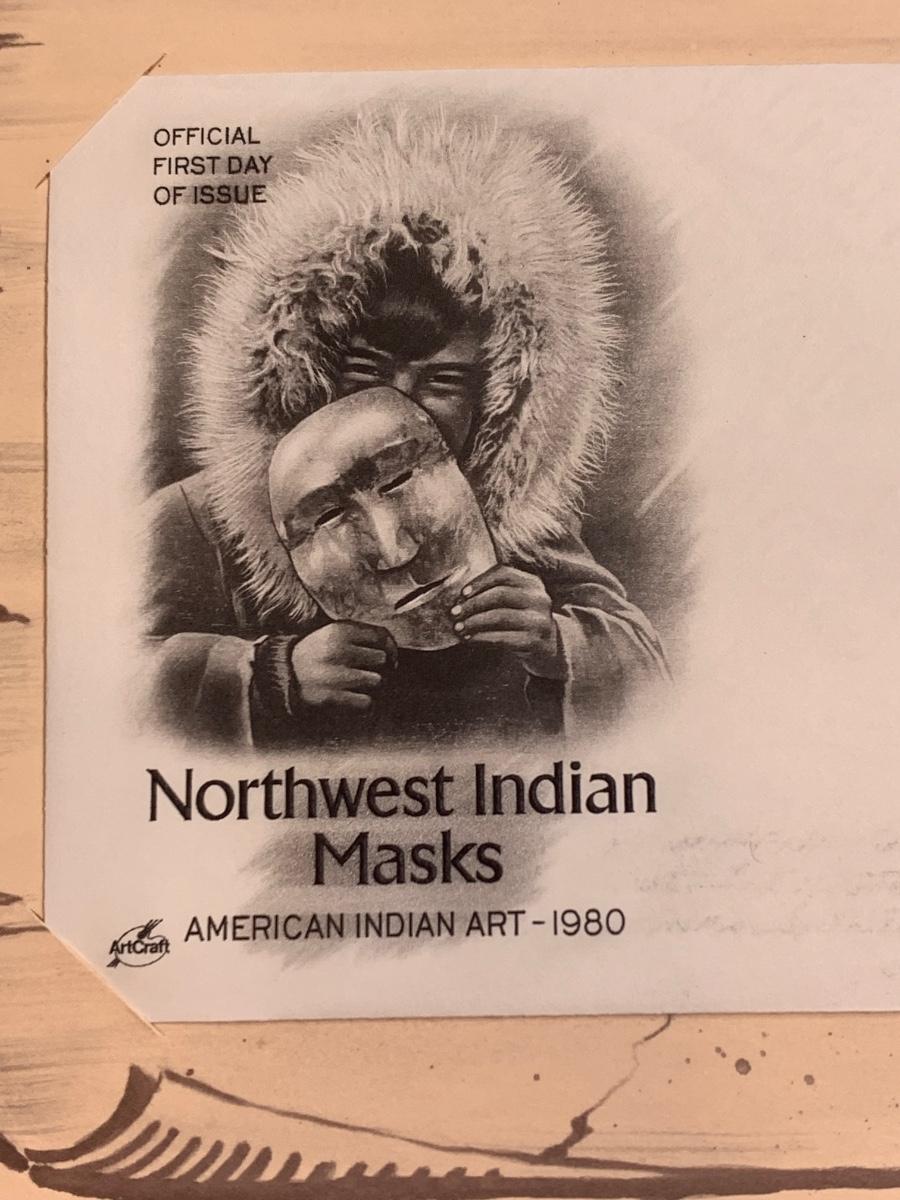 OFFICIAL
FIRST DAY
OF ISSUE
Northwest Indian
Masks
ArtCraft
AMERICAN INDIAN ART - 1980